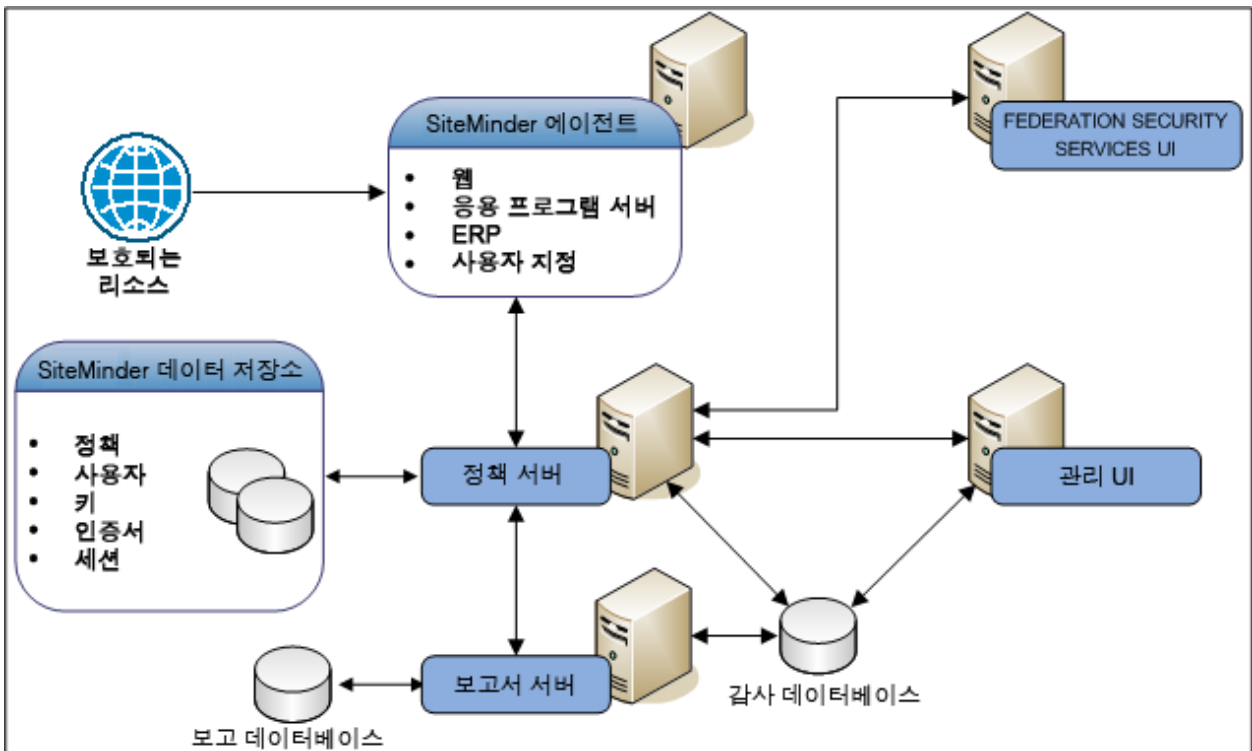 SiteMinder 에이전트
• 웹
• 응용 프로그램 서버
• ERP
• 사용자 지정
FEDERATION SECURITY
SERVICES UI
보호되는
리소스
SiteMinder 데이터 저장소
• 정책
• 사용자
• 키
• 인증서
• 세션
정책 서버
관리 UI
보고서 서버
감사 데이터베이스
보고 데이터베이스